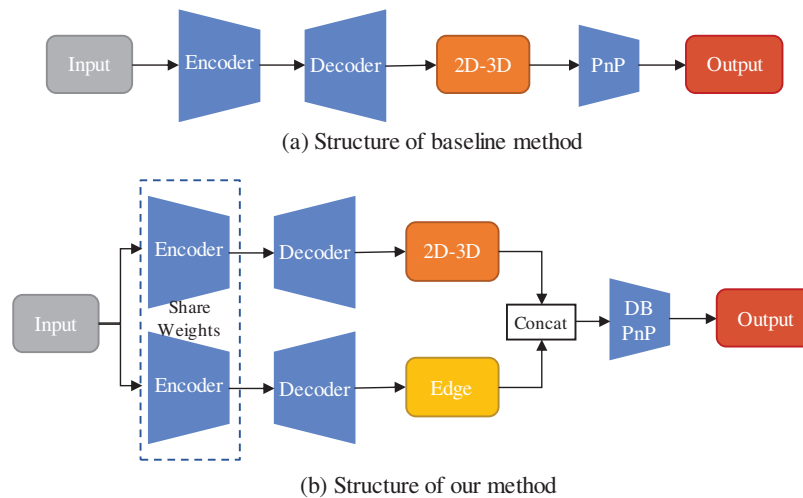 Input
Encoder
Decoder
2D-3D
PnP
Output
(a) Structure of baseline method
Encoder
Decoder
2D-3D
Input
Share
Weights
Concat
DB
PnP
Output
Encoder
Decoder
Edge
(b) Structure of our method